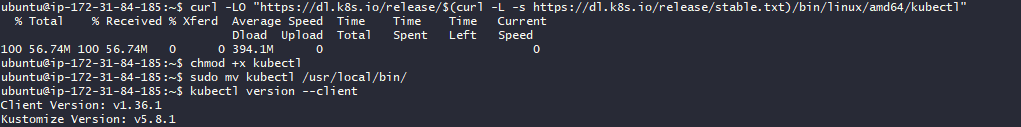 ubuntu@ip-172-31-84-185:~$ curl -LO "https://dl.k8s.io/release/$(curl -L -s https://dl.k8s.io/release/stable.txt)/bin/linux/amd64/kubectl"
  % Total    % Received % Xferd  Average Speed  Time    Time    Time   Current
                                 Dload  Upload  Total   Spent   Left   Speed
100 56.74M 100 56.74M   0      0 394.1M      0                              0
ubuntu@ip-172-31-84-185:~$ chmod +x kubectl
ubuntu@ip-172-31-84-185:~$ sudo mv kubectl /usr/local/bin/
ubuntu@ip-172-31-84-185:~$ kubectl version --client
Client Version: v1.36.1
Kustomize Version: v5.8.1